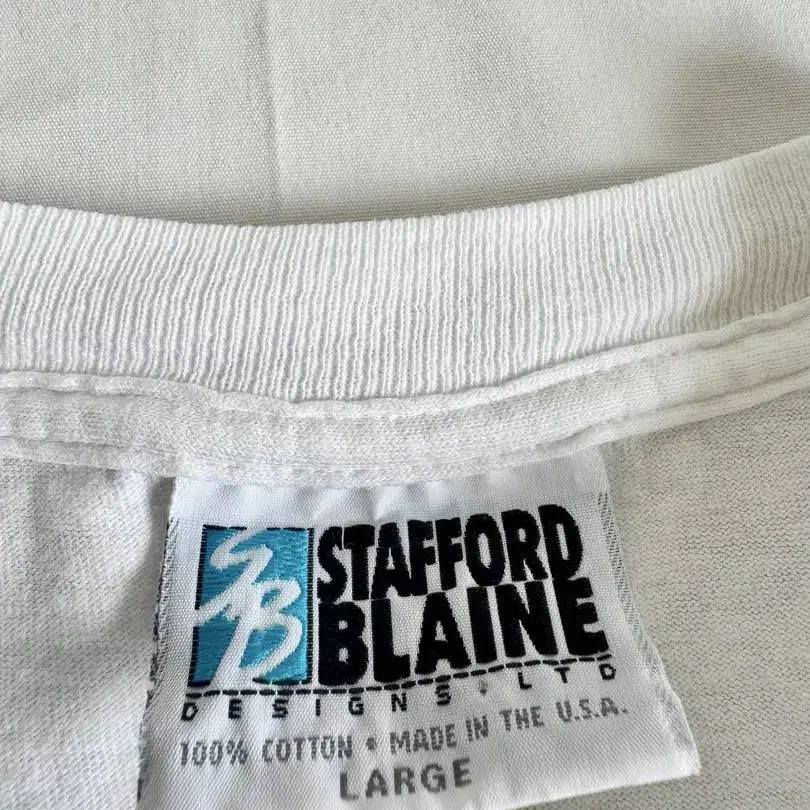 SB
STAFFORD
BLAINE
DESIGNS LTD
100% COTTON • MADE IN THE U.S.A.
LARGE